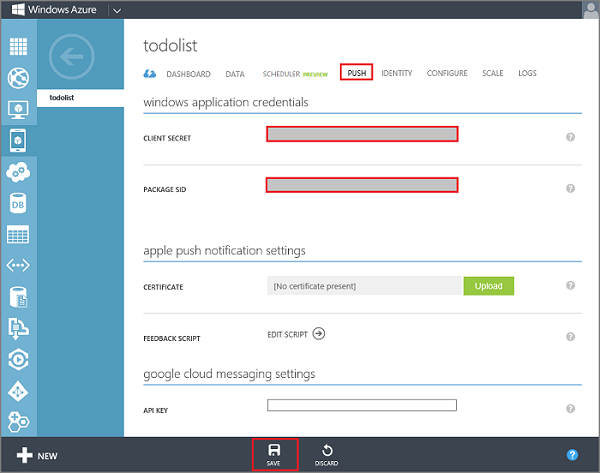 Windows Azure
todolist
DASHBOARD DATA SCHEDULER PREVIEW PUSH IDENTITY CONFIGURE SCALE LOGS
todolist
windows application credentials
CLIENT SECRET ?
DB
PACKAGE SID ?
apple push notification settings
CERTIFICATE [No certificate present] Upload ?
FEEDBACK SCRIPT EDIT SCRIPT ?
google cloud messaging settings
API KEY ?
NEW SAVE DISCARD ?